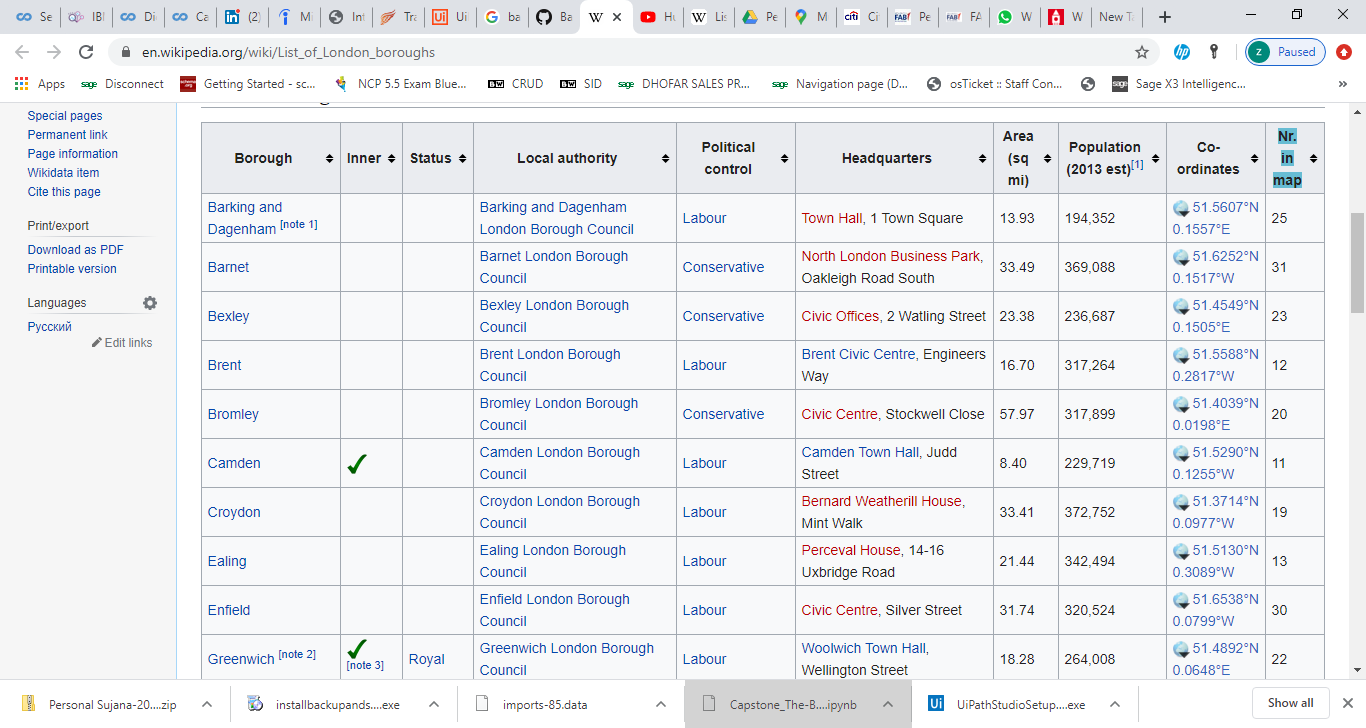 Se IBI Di Ca (2) Mi Int Tra Ui ba Ba × Hu Lis Pe M Ci Pe FA W W New T
en.wikipedia.org/wiki/List_of_London_boroughs z Paused
Apps Disconnect Getting Started - sc... NCP 5.5 Exam Blue... CRUD SID DHOFAR SALES PR... Navigation page (D... osTicket :: Staff Con... Sage X3 Intelligenc... »
Special pages
Permanent link
Page information
Wikidata item
Cite this page
Print/export
Download as PDF
Printable version
Languages
Русский
Edit links
Borough Inner Status Local authority Political control Headquarters Area (sq mi) Population (2013 est)[1] Co-ordinates Nr. in map
Barking and Dagenham [note 1] Barking and Dagenham London Borough Council Labour Town Hall, 1 Town Square 13.93 194,352 51.5607°N 0.1557°E 25
Barnet Barnet London Borough Council Conservative North London Business Park, Oakleigh Road South 33.49 369,088 51.6252°N 0.1517°W 31
Bexley Bexley London Borough Council Conservative Civic Offices, 2 Watling Street 23.38 236,687 51.4549°N 0.1505°E 23
Brent Brent London Borough Council Labour Brent Civic Centre, Engineers Way 16.70 317,264 51.5588°N 0.2817°W 12
Bromley Bromley London Borough Council Conservative Civic Centre, Stockwell Close 57.97 317,899 51.4039°N 0.0198°E 20
Camden Camden London Borough Council Labour Camden Town Hall, Judd Street 8.40 229,719 51.5290°N 0.1255°W 11
Croydon Croydon London Borough Council Labour Bernard Weatherill House, Mint Walk 33.41 372,752 51.3714°N 0.0977°W 19
Ealing Ealing London Borough Council Labour Perceval House, 14-16 Uxbridge Road 21.44 342,494 51.5130°N 0.3089°W 13
Enfield Enfield London Borough Council Labour Civic Centre, Silver Street 31.74 320,524 51.6538°N 0.0799°W 30
Greenwich [note 2] [note 3] Royal Greenwich London Borough Council Labour Woolwich Town Hall, Wellington Street 18.28 264,008 51.4892°N 0.0648°E 22
Personal Sujana-20....zip installbackupands....exe imports-85.data Capstone_The-B....ipynb UiPathStudioSetup....exe Show all